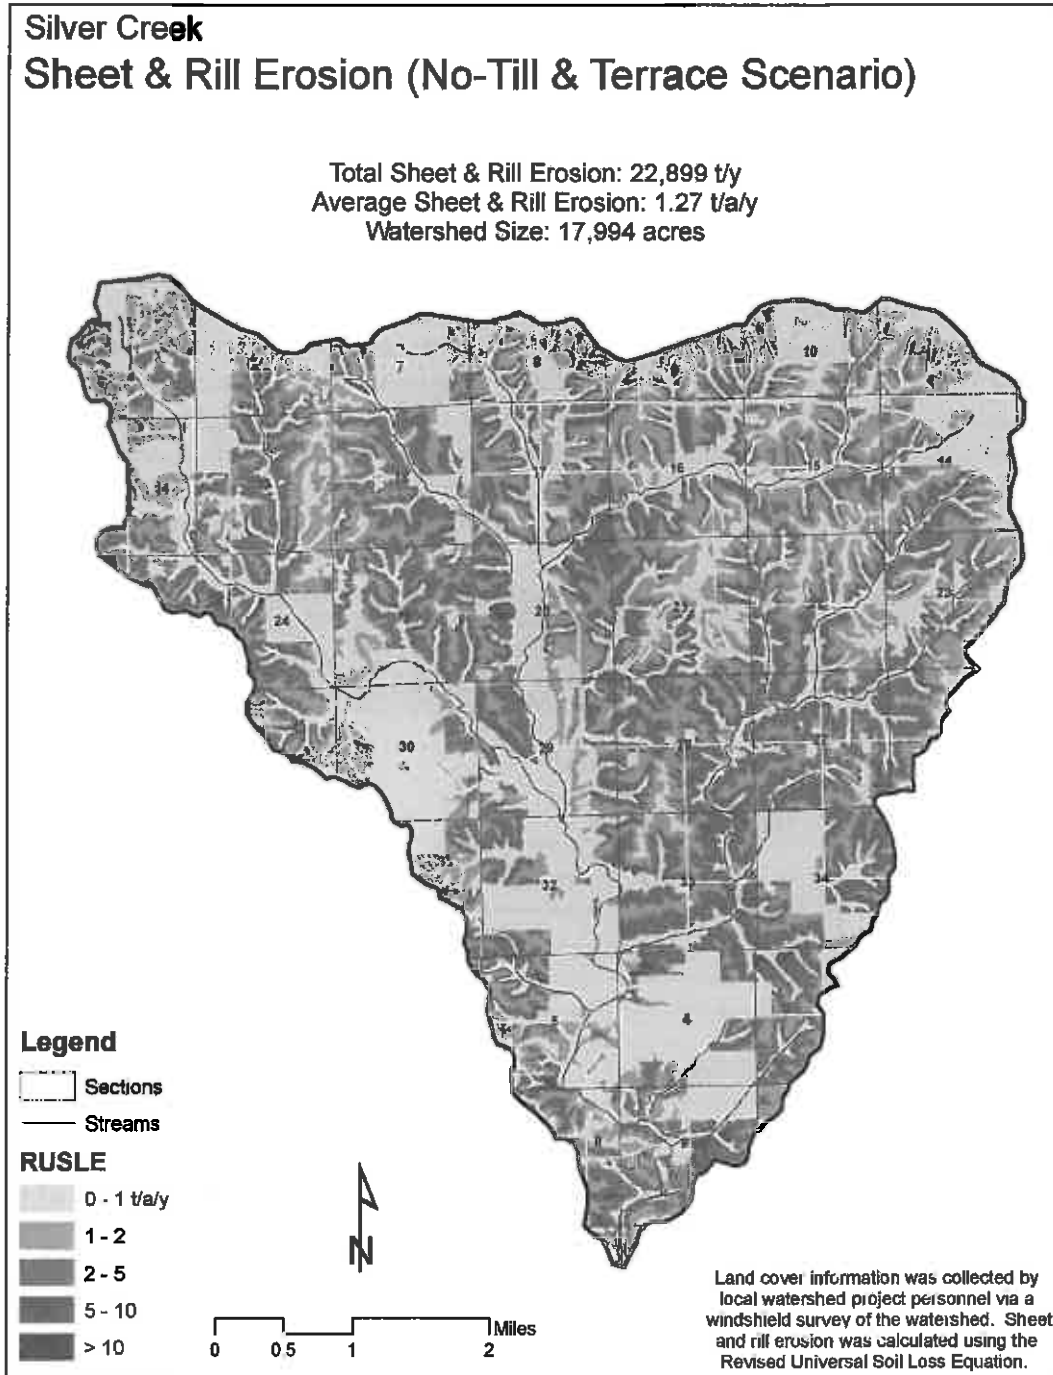 Silver Creek
Sheet & Rill Erosion (No-Till & Terrace Scenario)
Total Sheet & Rill Erosion: 22,899 t/y
Average Sheet & Rill Erosion: 1.27 t/a/y
Watershed Size: 17,994 acres
7
8
10
16
15
14
20
24
30
32
4
Legend
Sections
Streams
RUSLE
0 - 1 t/a/y
1 - 2
2 - 5
5 - 10
> 10
N
0 0.5 1 2 Miles
Land cover information was collected by
local watershed project personnel via a
windshield survey of the watershed. Sheet
and rill erosion was calculated using the
Revised Universal Soil Loss Equation.